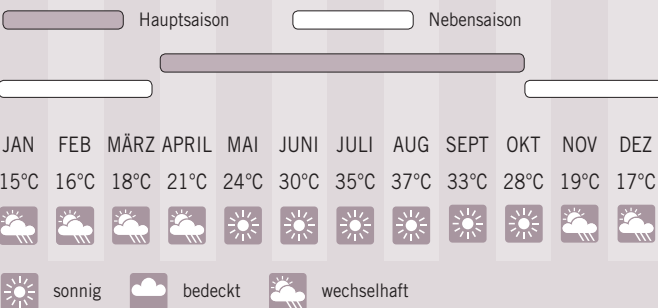 Hauptsaison Nebensaison
JAN FEB MÄRZ APRIL MAI JUNI JULI AUG SEPT OKT NOV DEZ
15°C 16°C 18°C 21°C 24°C 30°C 35°C 37°C 33°C 28°C 19°C 17°C
sonnig bedeckt wechselhaft